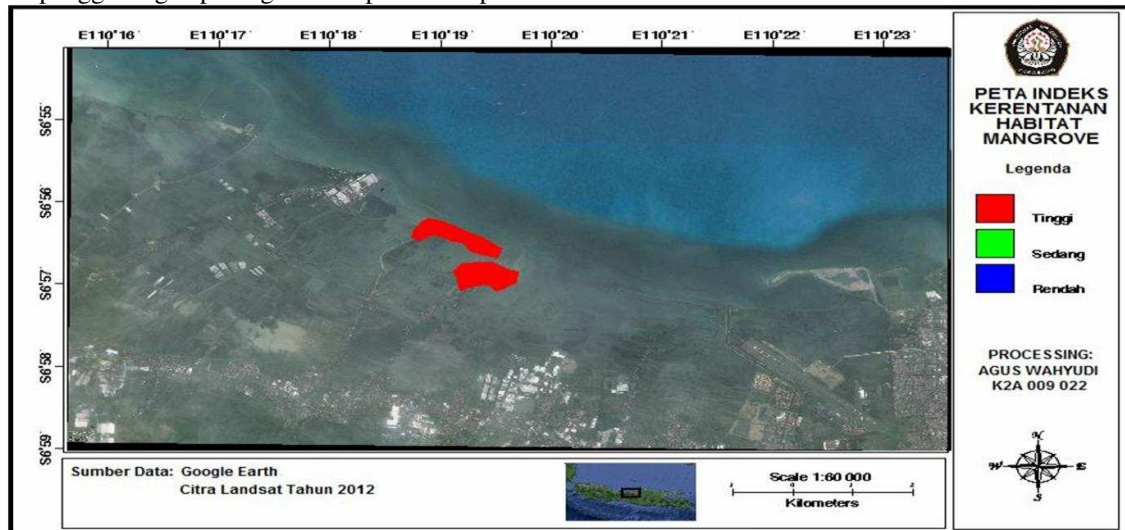 E110°16' E110°17' E110°18' E110°19' E110°20' E110°21' E110°22' E110°23'
S6°55'
S6°56'
S6°57'
S6°58'
S6°59'
PETA INDEKS
KERENTANAN
HABITAT
MANGROVE
Legenda
Tinggi
Sedang
Rendah
PROCESSING:
AGUS WAHYUDI
K2A 009 022
N
W E
S
Sumber Data: Google Earth
Citra Landsat Tahun 2012
Scale 1:60 000
Kilometers